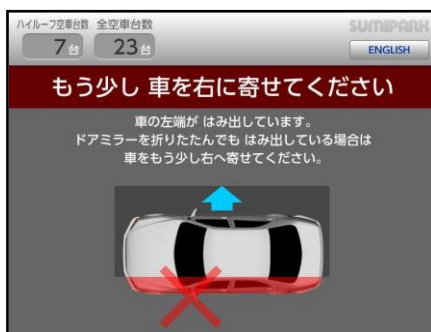 ハイルーフ空車台数 全空車台数
7台 23台
SUMIPARK
ENGLISH
もう少し 車を右に寄せてください
車の左端が はみ出しています。
ドアミラーを折りたたんでも はみ出している場合は
車をもう少し右へ寄せてください。